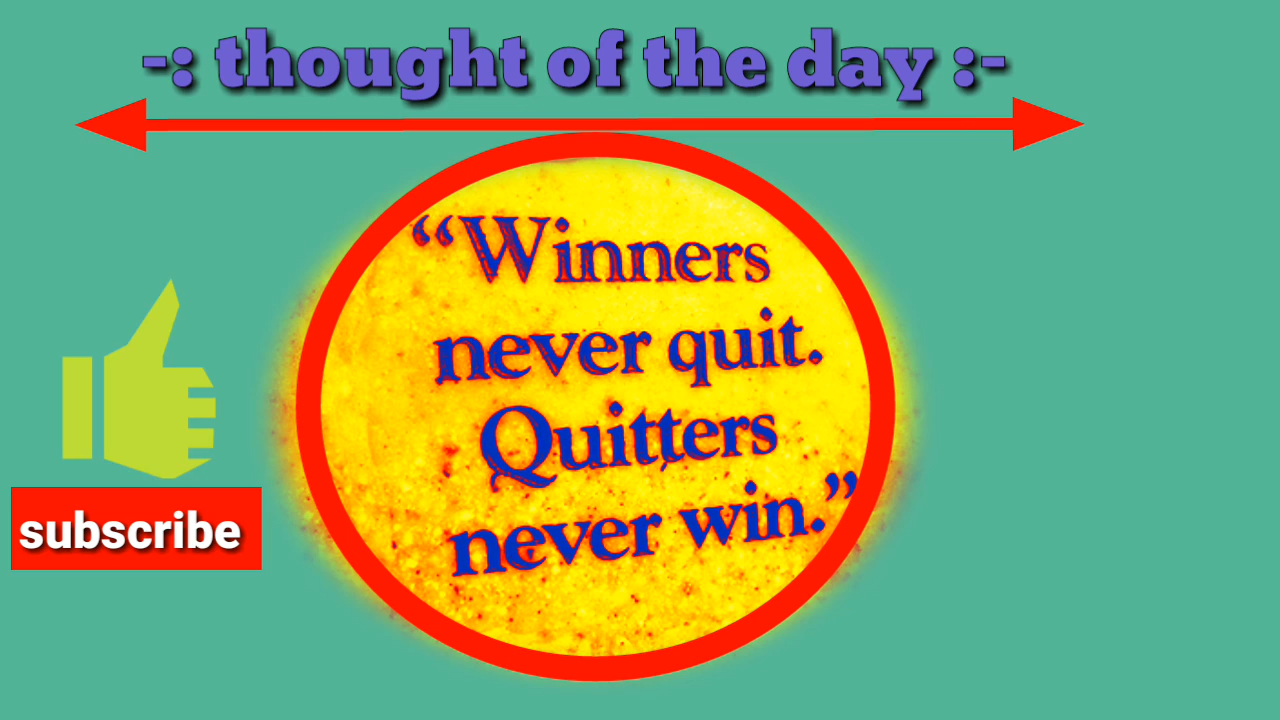 -: thought of the day :-
“Winners
never quit.
Quitters
never win.”
subscribe